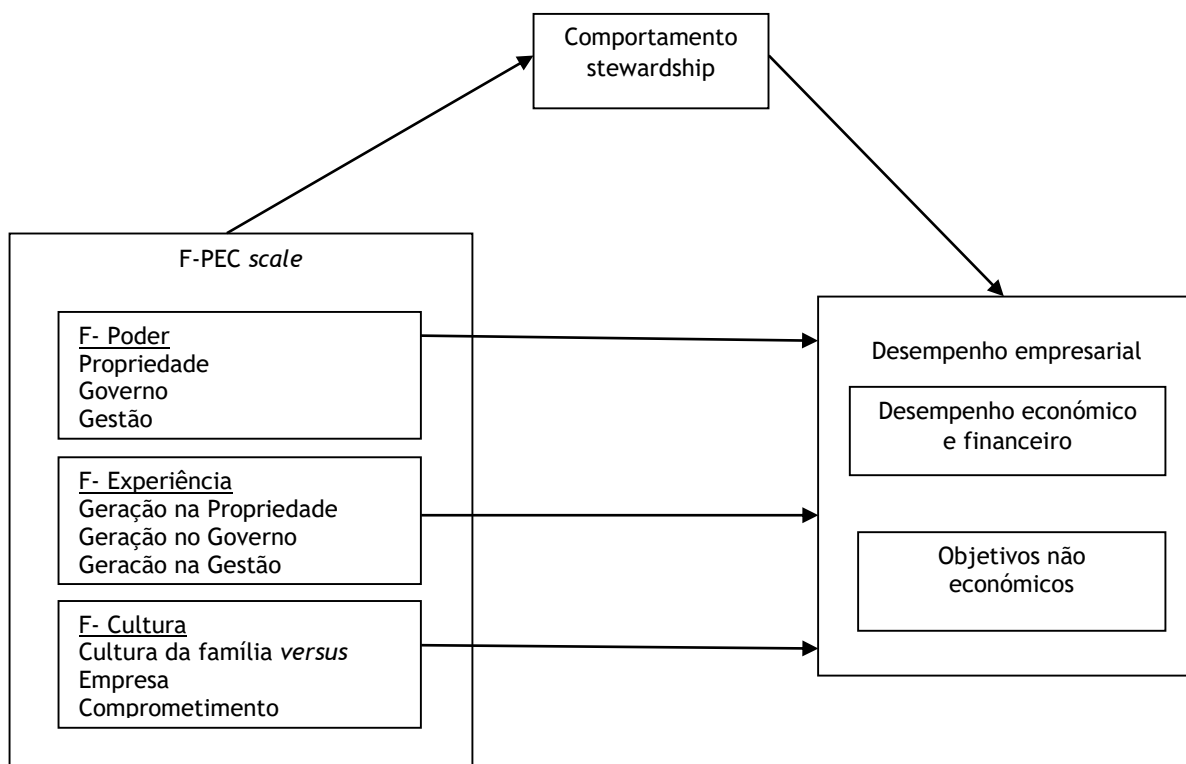 Comportamento
stewardship
F-PEC scale
F- Poder
Propriedade
Governo
Gestão
F- Experiência
Geração na Propriedade
Geração no Governo
Geracão na Gestão
F- Cultura
Cultura da família versus
Empresa
Comprometimento
Desempenho empresarial
Desempenho económico
e financeiro
Objetivos não
económicos